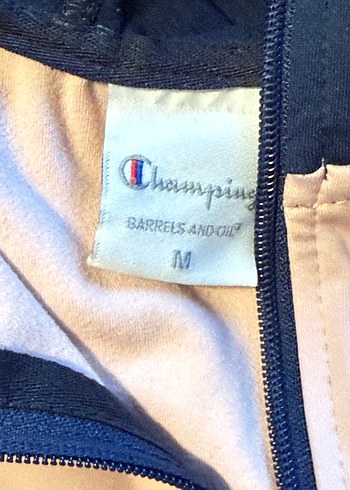 Champing
BARRELS AND OIL
M